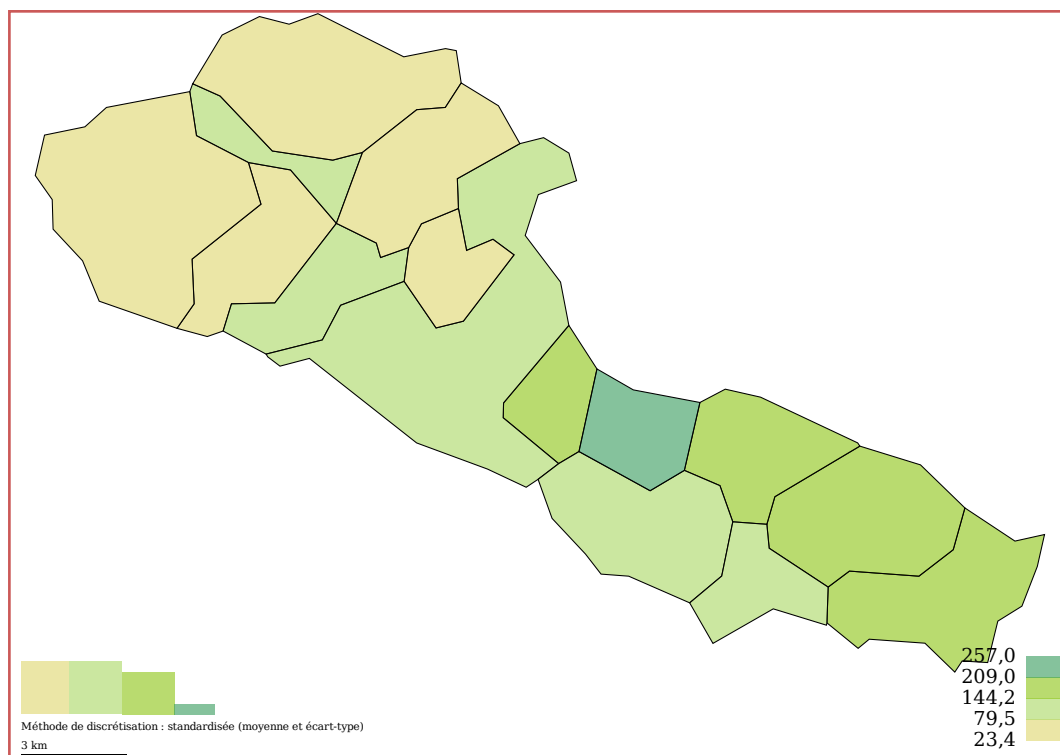 257,0
209,0
144,2
79,5
23,4
Méthode de discrétisation : standardisée (moyenne et écart-type)
3 km